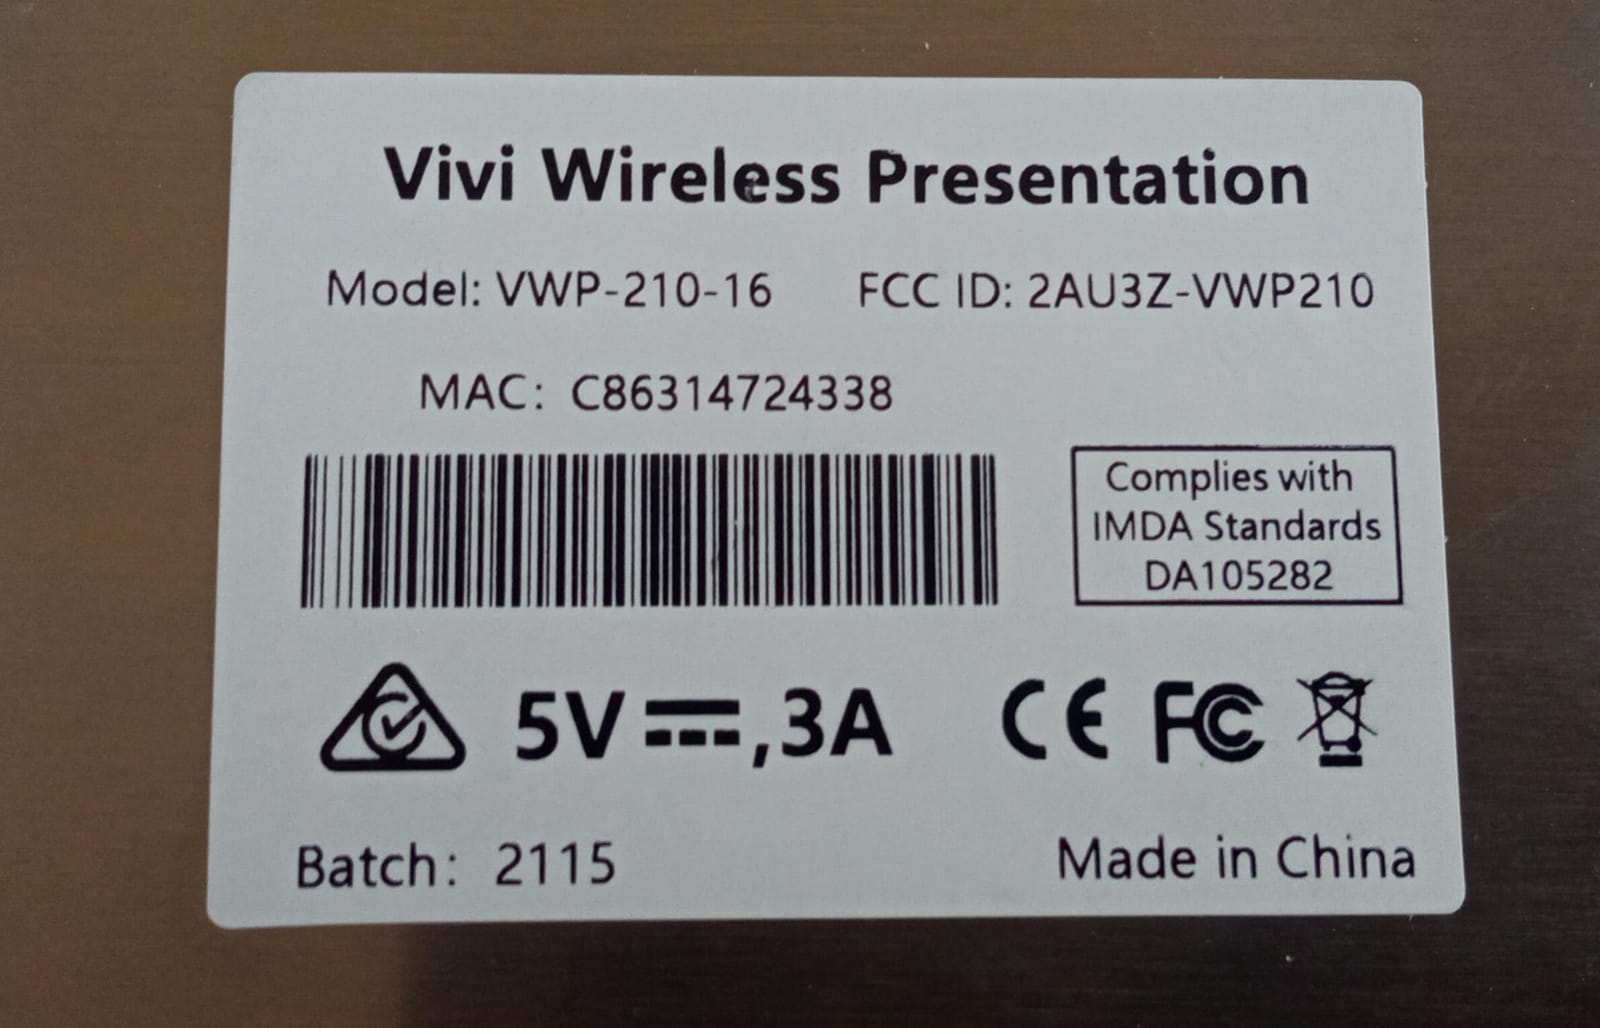 Vivi Wireless Presentation
Model: VWP-210-16 FCC ID: 2AU3Z-VWP210
MAC: C86314724338
Complies with
IMDA Standards
DA105282
5V⎓,3A CE FC
Batch: 2115 Made in China